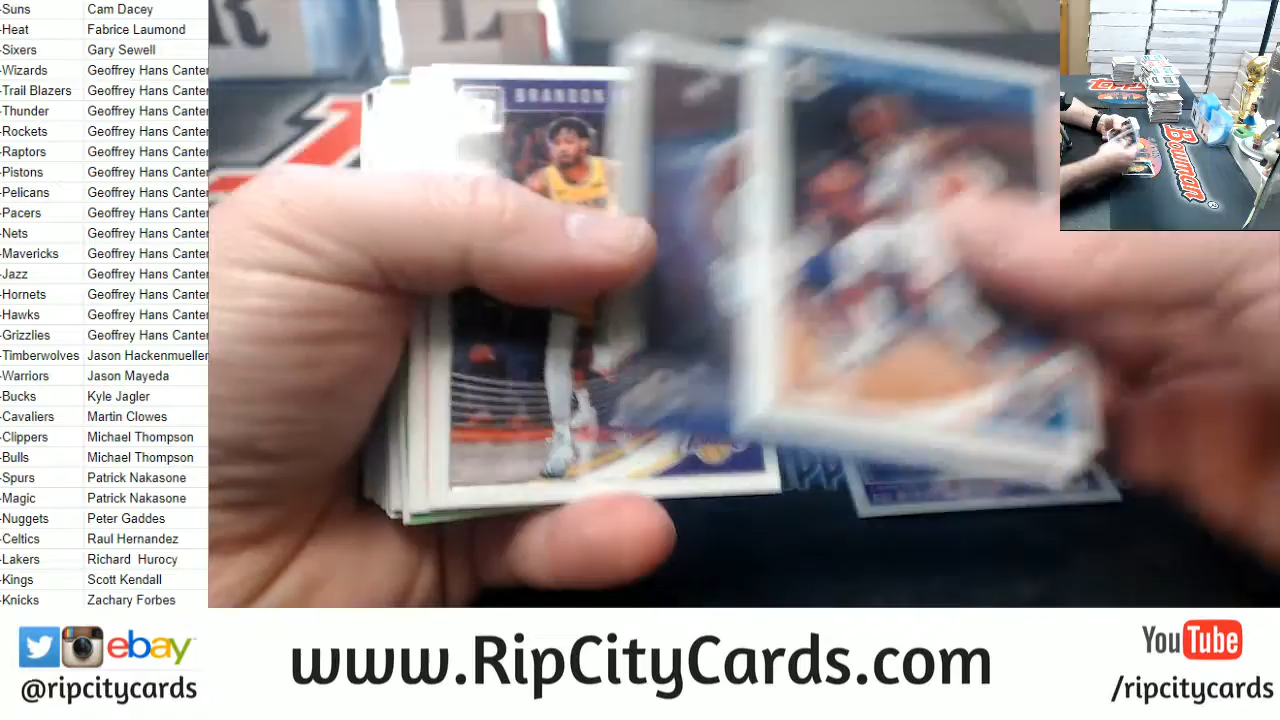 -Suns Cam Dacey
-Heat Fabrice Laumond
-Sixers Gary Sewell
-Wizards Geoffrey Hans Canter
-Trail Blazers Geoffrey Hans Canter
-Thunder Geoffrey Hans Canter
-Rockets Geoffrey Hans Canter
-Raptors Geoffrey Hans Canter
-Pistons Geoffrey Hans Canter
-Pelicans Geoffrey Hans Canter
-Pacers Geoffrey Hans Canter
-Nets Geoffrey Hans Canter
-Mavericks Geoffrey Hans Canter
-Jazz Geoffrey Hans Canter
-Hornets Geoffrey Hans Canter
-Hawks Geoffrey Hans Canter
-Grizzlies Geoffrey Hans Canter
-Timberwolves Jason Hackenmueller
-Warriors Jason Mayeda
-Bucks Kyle Jagler
-Cavaliers Martin Clowes
-Clippers Michael Thompson
-Bulls Michael Thompson
-Spurs Patrick Nakasone
-Magic Patrick Nakasone
-Nuggets Peter Gaddes
-Celtics Raul Hernandez
-Lakers Richard Hurocy
-Kings Scott Kendall
-Knicks Zachary Forbes
BRANDON
Topps
Bowman
ebay
@ripcitycards
www.RipCityCards.com
YouTube
/ripcitycards